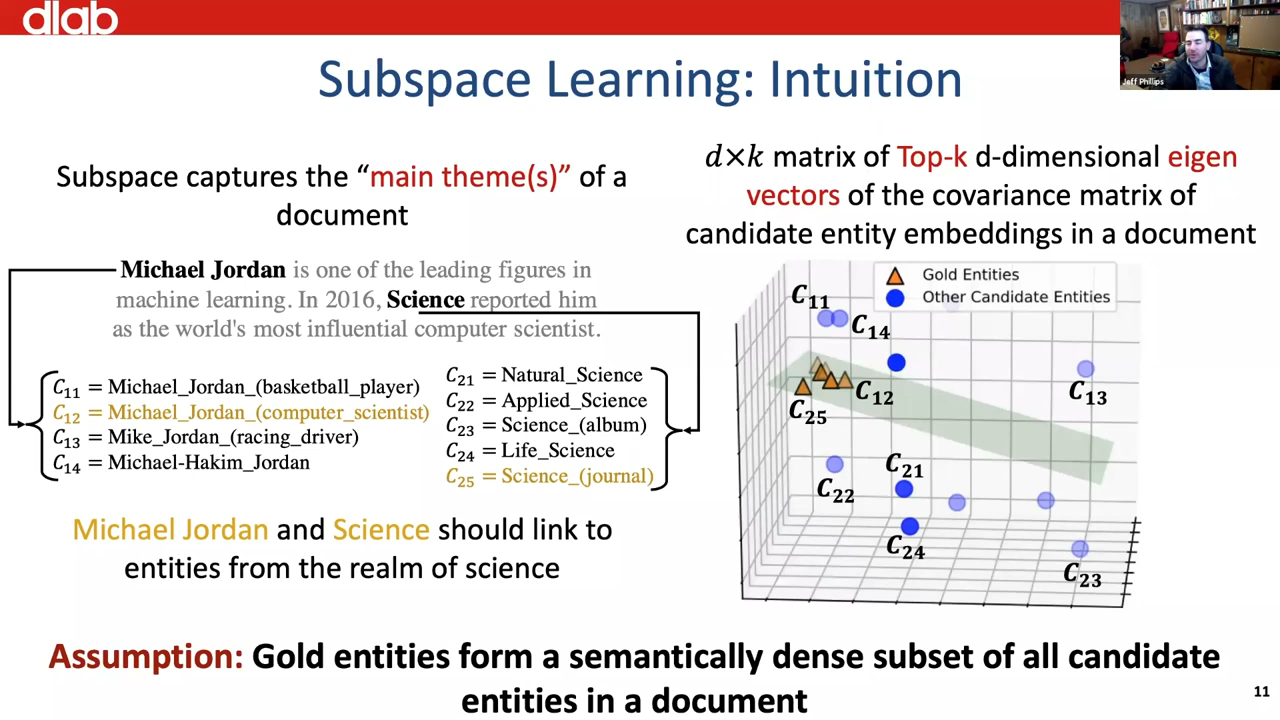 dlab
Jeff Phillips
Subspace Learning: Intuition
Subspace captures the “main theme(s)” of a
document
Michael Jordan is one of the leading figures in
machine learning. In 2016, Science reported him
as the world's most influential computer scientist.
C₁₁ = Michael_Jordan_(basketball_player)
C₁₂ = Michael_Jordan_(computer_scientist)
C₁₃ = Mike_Jordan_(racing_driver)
C₁₄ = Michael-Hakim_Jordan
C₂₁ = Natural_Science
C₂₂ = Applied_Science
C₂₃ = Science_(album)
C₂₄ = Life_Science
C₂₅ = Science_(journal)
Michael Jordan and Science should link to
entities from the realm of science
d×k matrix of Top-k d-dimensional eigen
vectors of the covariance matrix of
candidate entity embeddings in a document
Gold Entities
Other Candidate Entities
C₁₁
C₁₄
C₁₂
C₁₃
C₂₅
C₂₂
C₂₁
C₂₄
C₂₃
Assumption: Gold entities form a semantically dense subset of all candidate
entities in a document
11